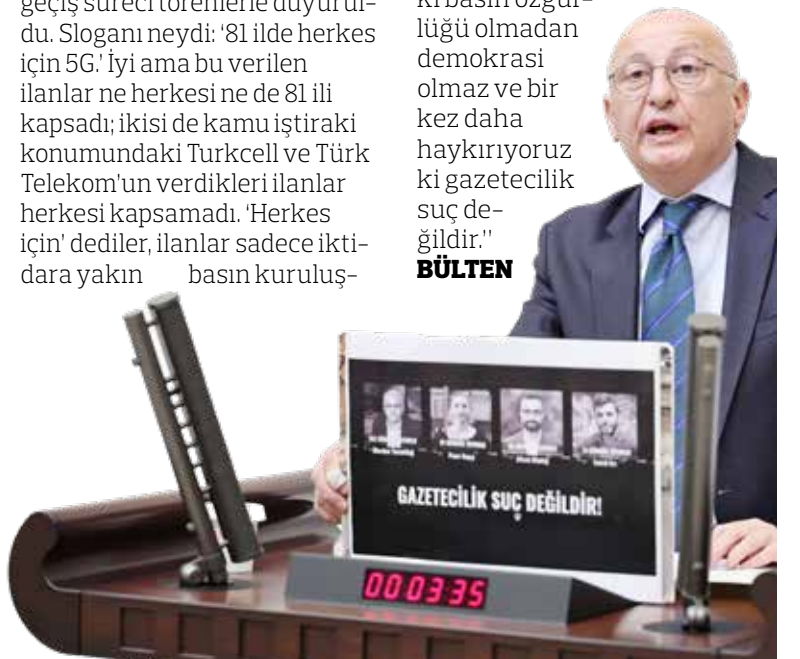 geçiş süreci törenlerle duyurul-
du. Sloganı neydi: ‘81 ilde herkes
için 5G.’ İyi ama bu verilen
ilanlar ne herkesi ne de 81 ili
kapsadı; ikisi de kamu iştiraki
konumundaki Turkcell ve Türk
Telekom’un verdikleri ilanlar
herkesi kapsamadı. ‘Herkes
için’ dediler, ilanlar sadece ikti-
dara yakın basın kuruluş-
ki basın özgür-
lüğü olmadan
demokrasi
olmaz ve bir
kez daha
haykırıyoruz
ki gazetecilik
suç de-
ğildir.”
BÜLTEN
GAZETECİLİK SUÇ DEĞİLDİR!
00 03:35